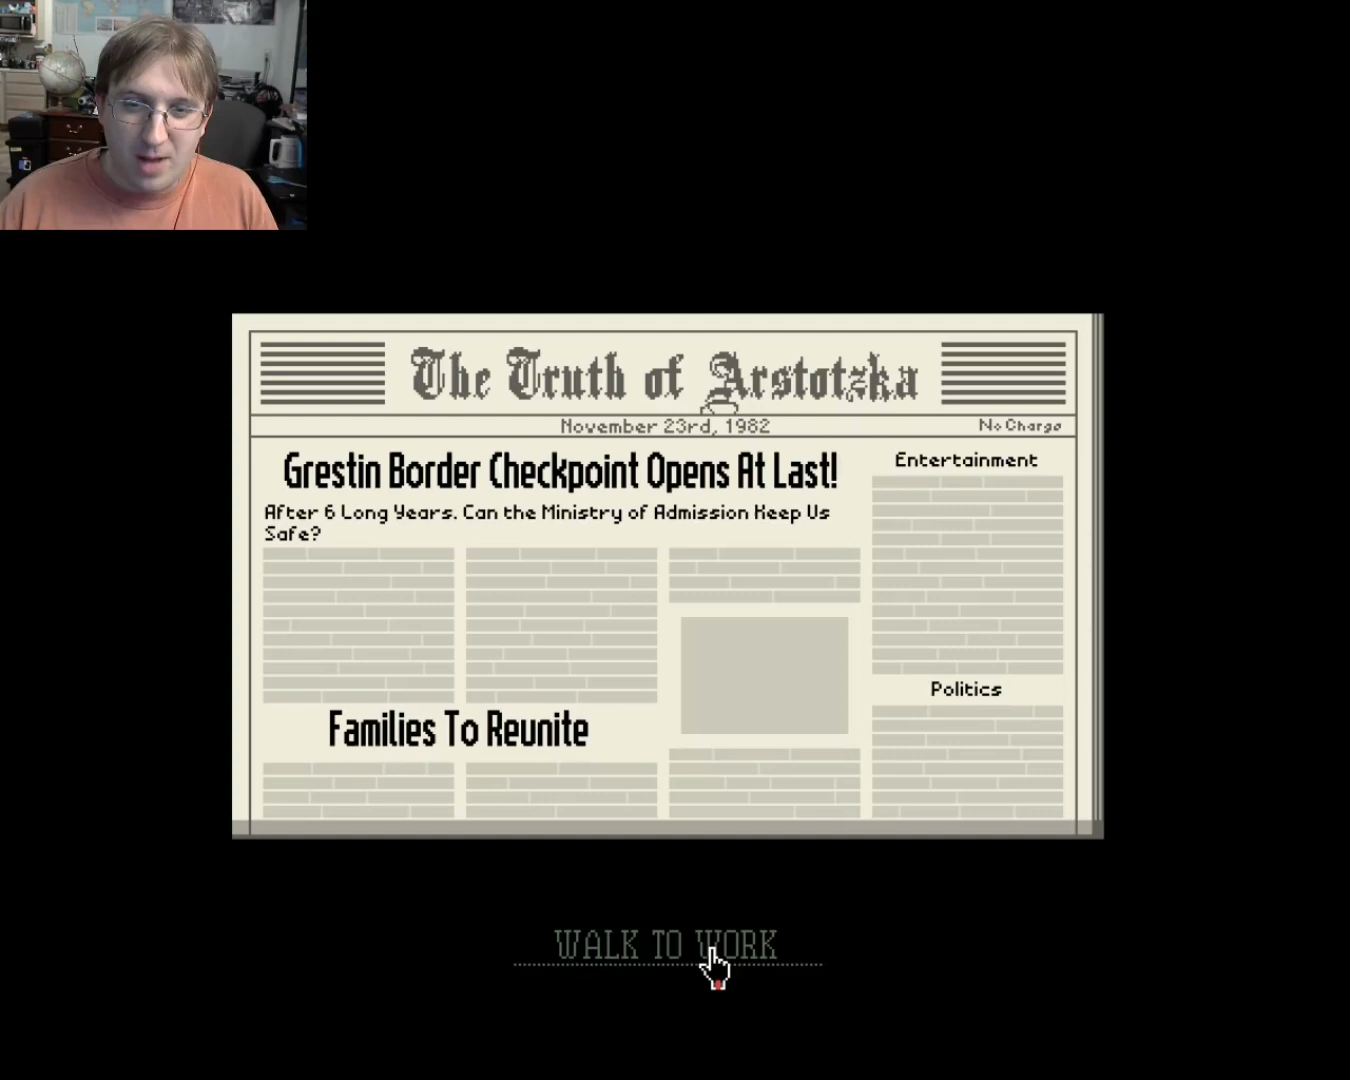 The Truth of Arstotzka
November 23rd, 1982
No Charge
Grestin Border Checkpoint Opens At Last!
After 6 Long Years. Can the Ministry of Admission Keep Us
Safe?
Families To Reunite
Entertainment
Politics
WALK TO WORK